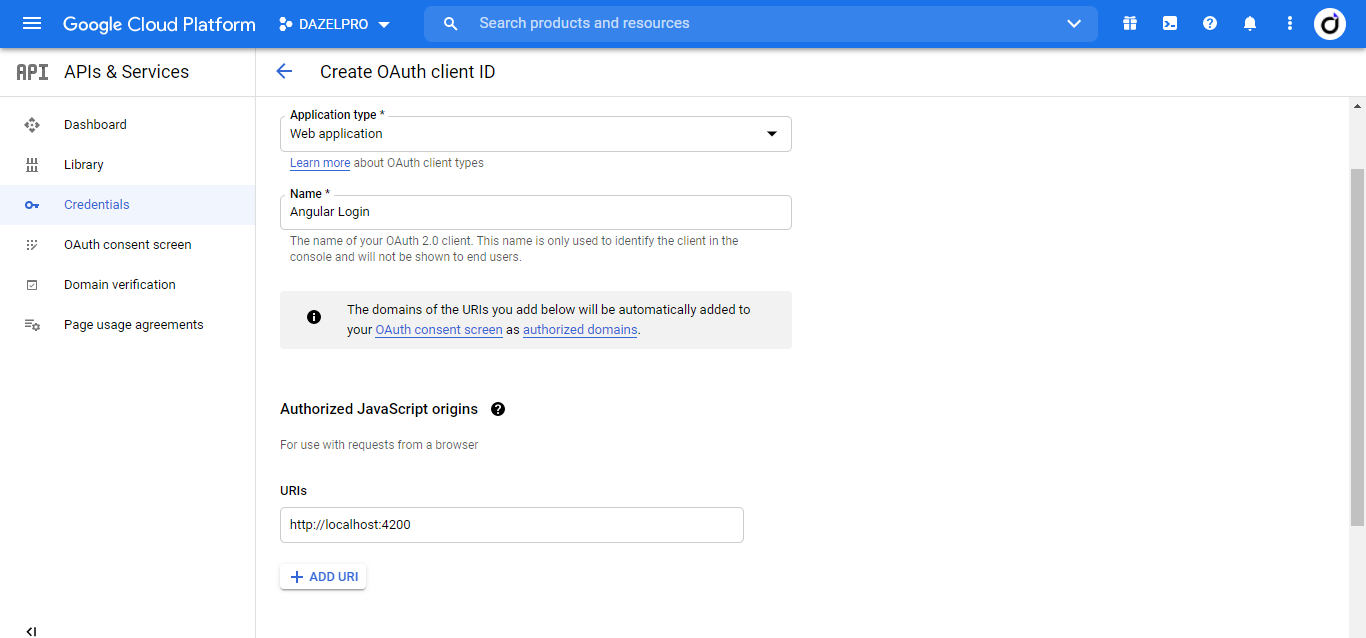 Google Cloud Platform
DAZELPRO
Search products and resources
API
APIs & Services
Create OAuth client ID
Dashboard
Library
Credentials
OAuth consent screen
Domain verification
Page usage agreements
Application type *
Web application
Learn more about OAuth client types
Name *
Angular Login
The name of your OAuth 2.0 client. This name is only used to identify the client in the
console and will not be shown to end users.
The domains of the URIs you add below will be automatically added to
your OAuth consent screen as authorized domains.
Authorized JavaScript origins
For use with requests from a browser
URIs
http://localhost:4200
ADD URI